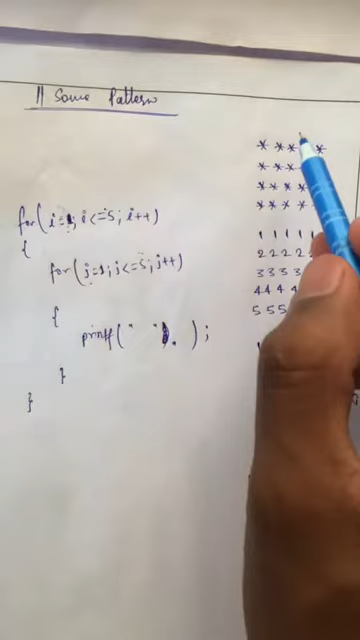 // Some Pattern
for(i=1; i<=5; i++)
{
for(j=1; j<=5; j++)
{
printf(" ");
}
}
* * * *
* * *
* * * *
* * * *
1 1 1 1 1
2 2 2 2
3 3 3 3
4 4 4
5 5 5